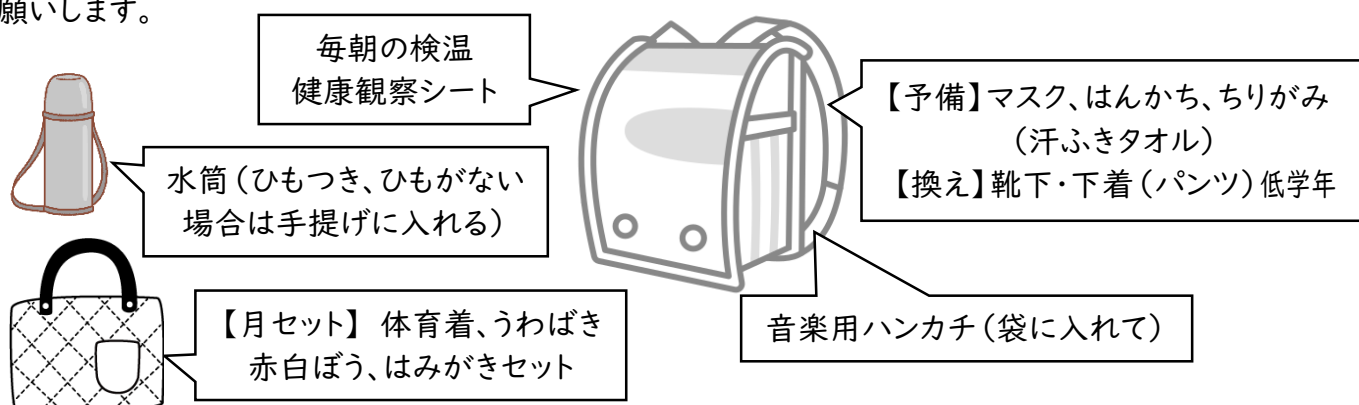 願いします。
毎朝の検温
健康観察シート
【予備】マスク、はんかち、ちりがみ
(汗ふきタオル)
【換え】靴下・下着(パンツ)低学年
水筒(ひもつき、ひもがない
場合は手提げに入れる)
音楽用ハンカチ(袋に入れて)
【月セット】 体育着、うわばき
赤白ぼう、はみがきセット